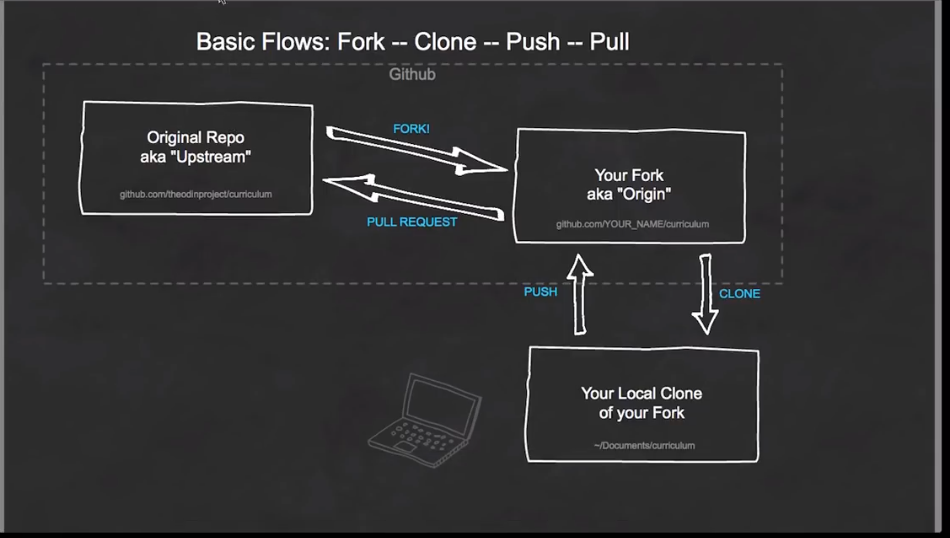 Basic Flows: Fork -- Clone -- Push -- Pull
Github
Original Repo
aka "Upstream"
github.com/theodinproject/curriculum
FORK!
PULL REQUEST
Your Fork
aka "Origin"
github.com/YOUR_NAME/curriculum
PUSH
CLONE
Your Local Clone
of your Fork
~/Documents/curriculum